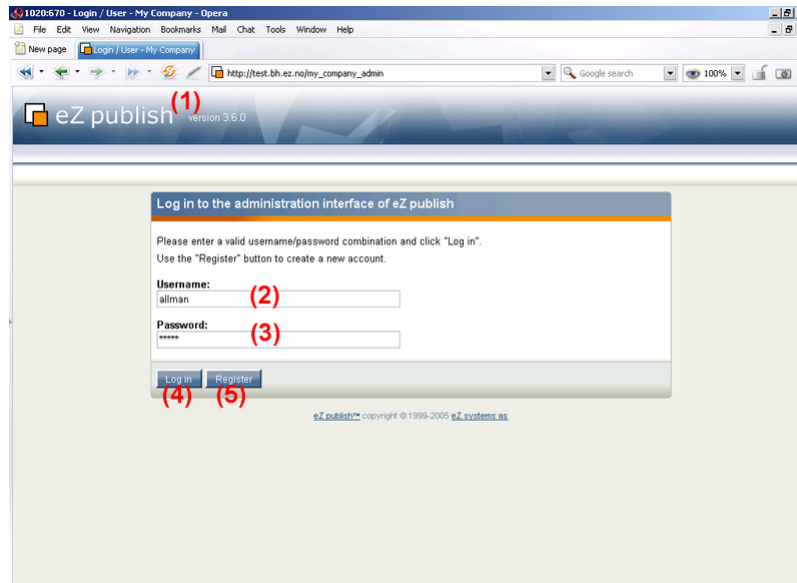 1020:670 - Login / User - My Company - Opera
File Edit View Navigation Bookmarks Mail Chat Tools Window Help
New page Login / User - My Company
http://test.bh.ez.no/my_company_admin Google search 100%
(1)
eZ publish version 3.6.0
Log in to the administration interface of eZ publish
Please enter a valid username/password combination and click "Log in".
Use the "Register" button to create a new account.
Username:
allman (2)
Password:
***** (3)
Log in Register
(4) (5)
eZ publish™ copyright © 1999-2005 eZ systems as